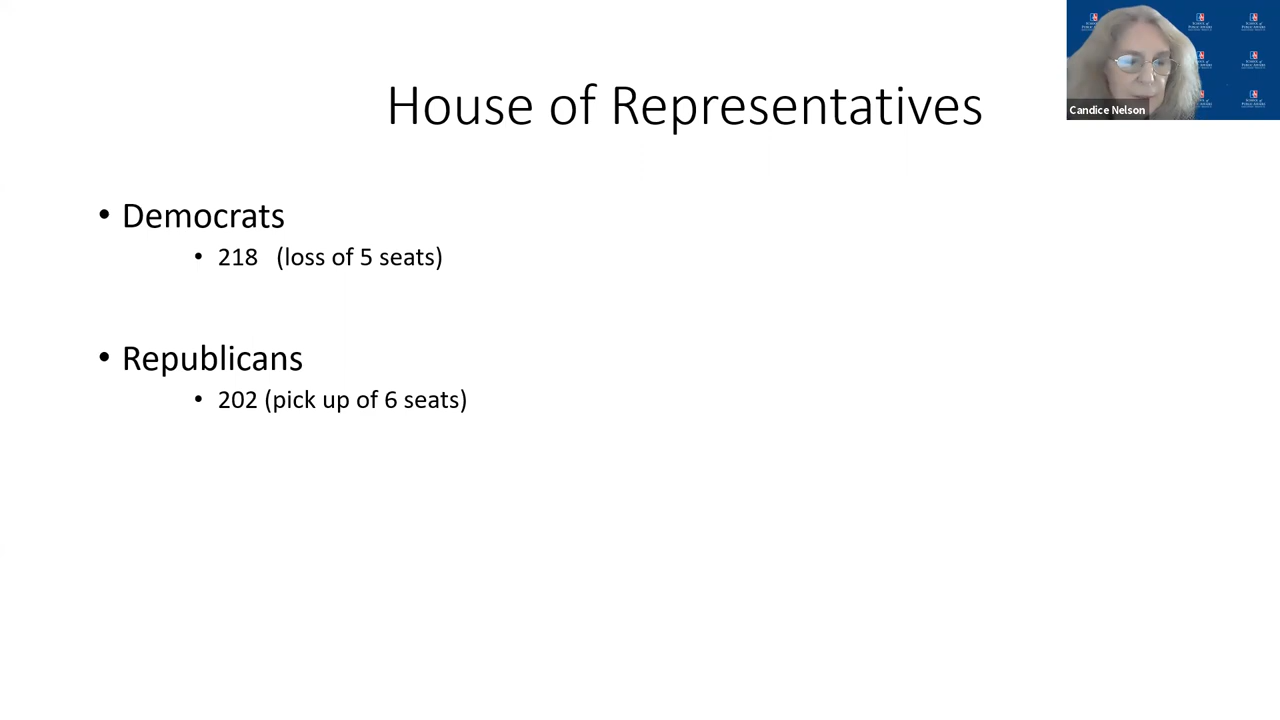 House of Representatives
Candice Nelson
• Democrats
• 218 (loss of 5 seats)
• Republicans
• 202 (pick up of 6 seats)